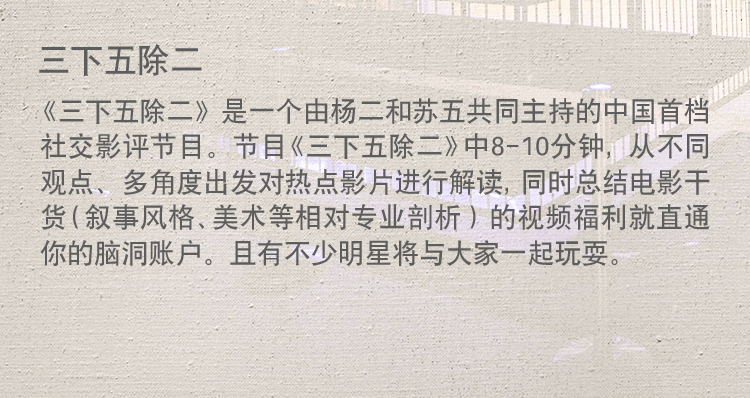 三下五除二
《三下五除二》是一个由杨二和苏五共同主持的中国首档
社交影评节目。节目《三下五除二》中8-10分钟，从不同
观点、多角度出发对热点影片进行解读，同时总结电影干
货（叙事风格、美术等相对专业剖析）的视频福利就直通
你的脑洞账户。且有不少明星将与大家一起玩耍。